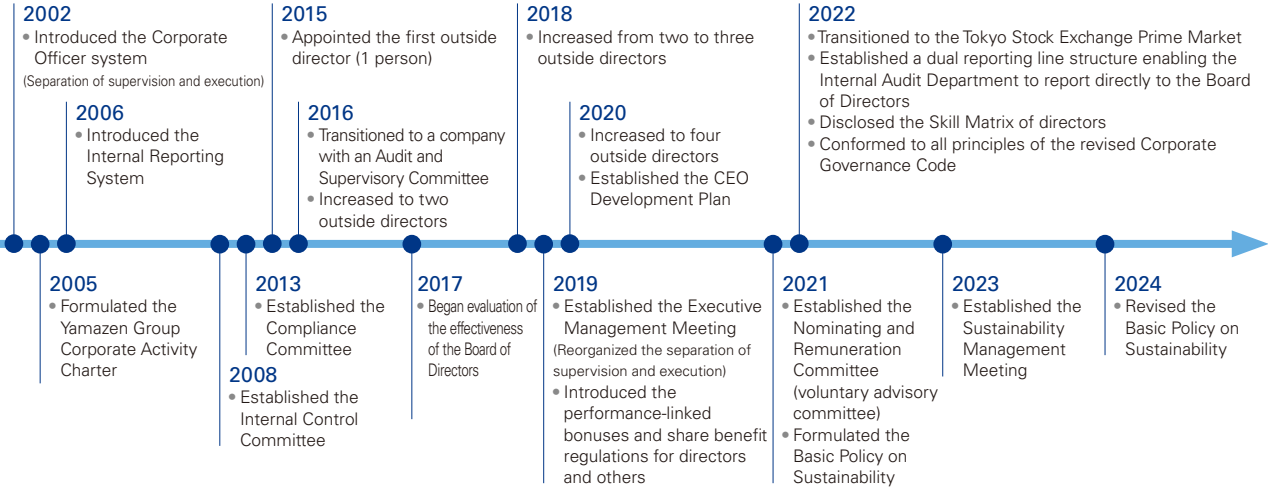 2002
• Introduced the Corporate
Officer system
(Separation of supervision and execution)
2006
• Introduced the
Internal Reporting
System
2015
• Appointed the first outside
director (1 person)
2016
• Transitioned to a company
with an Audit and
Supervisory Committee
• Increased to two
outside directors
2018
• Increased from two to three
outside directors
2020
• Increased to four
outside directors
• Established the CEO
Development Plan
2022
• Transitioned to the Tokyo Stock Exchange Prime Market
• Established a dual reporting line structure enabling the
Internal Audit Department to report directly to the Board
of Directors
• Disclosed the Skill Matrix of directors
• Conformed to all principles of the revised Corporate
Governance Code
2005
• Formulated the
Yamazen Group
Corporate Activity
Charter
2008
• Established the
Internal Control
Committee
2013
• Established the
Compliance
Committee
2017
• Began evaluation of
the effectiveness
of the Board of
Directors
2019
• Established the Executive
Management Meeting
(Reorganized the separation of
supervision and execution)
• Introduced the
performance-linked
bonuses and share benefit
regulations for directors
and others
2021
• Established the
Nominating and
Remuneration
Committee
(voluntary advisory
committee)
• Formulated the
Basic Policy on
Sustainability
2023
• Established the
Sustainability
Management
Meeting
2024
• Revised the
Basic Policy on
Sustainability